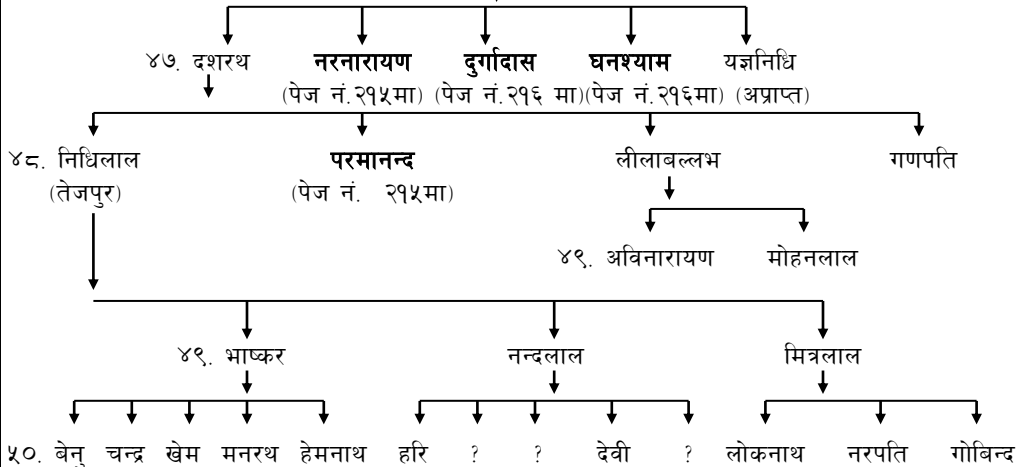 ४७. दशरथ नरनारायण दुर्गादास घनश्याम यज्ञनिधि
(पेज नं.२१५मा) (पेज नं.२१६ मा)(पेज नं.२१६मा) (अप्राप्त)
४८. निधिलाल परमानन्द लीलाबल्लभ गणपति
(तेजपुर) (पेज नं. २१५मा)
४९. अविनारायण मोहनलाल
४९. भाष्कर नन्दलाल मित्रलाल
५०. बेनु चन्द्र खेम मनरथ हेमनाथ हरि ? ? देवी ? लोकनाथ नरपति गोबिन्द